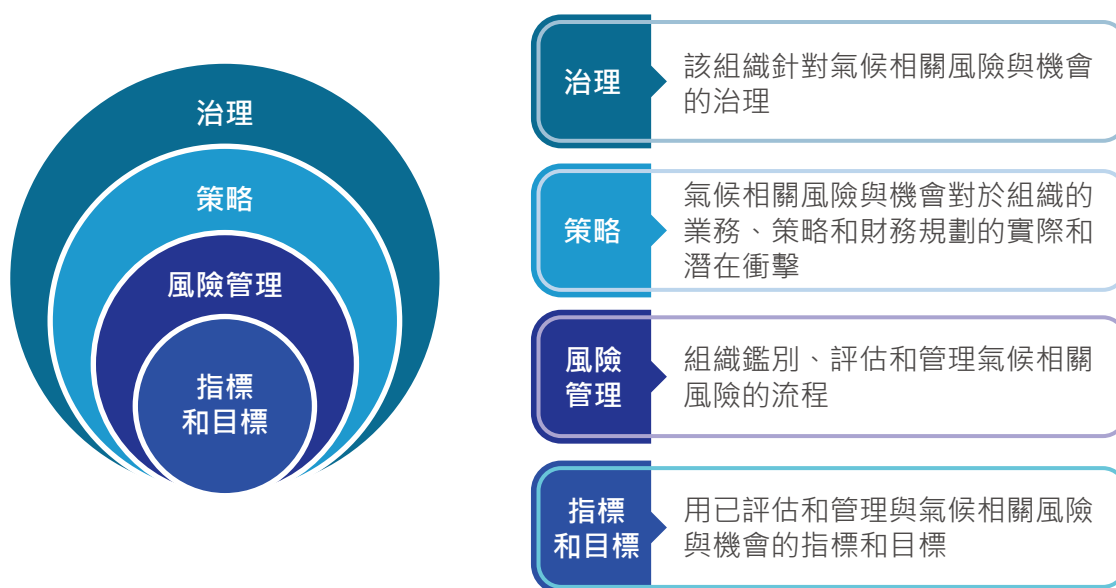 治理
策略
風險管理
指標
和目標
治理
該組織針對氣候相關風險與機會
的治理
策略
氣候相關風險與機會對於組織的
業務、策略和財務規劃的實際和
潛在衝擊
風險
管理
組織鑑別、評估和管理氣候相關
風險的流程
指標
和目標
用已評估和管理與氣候相關風險
與機會的指標和目標